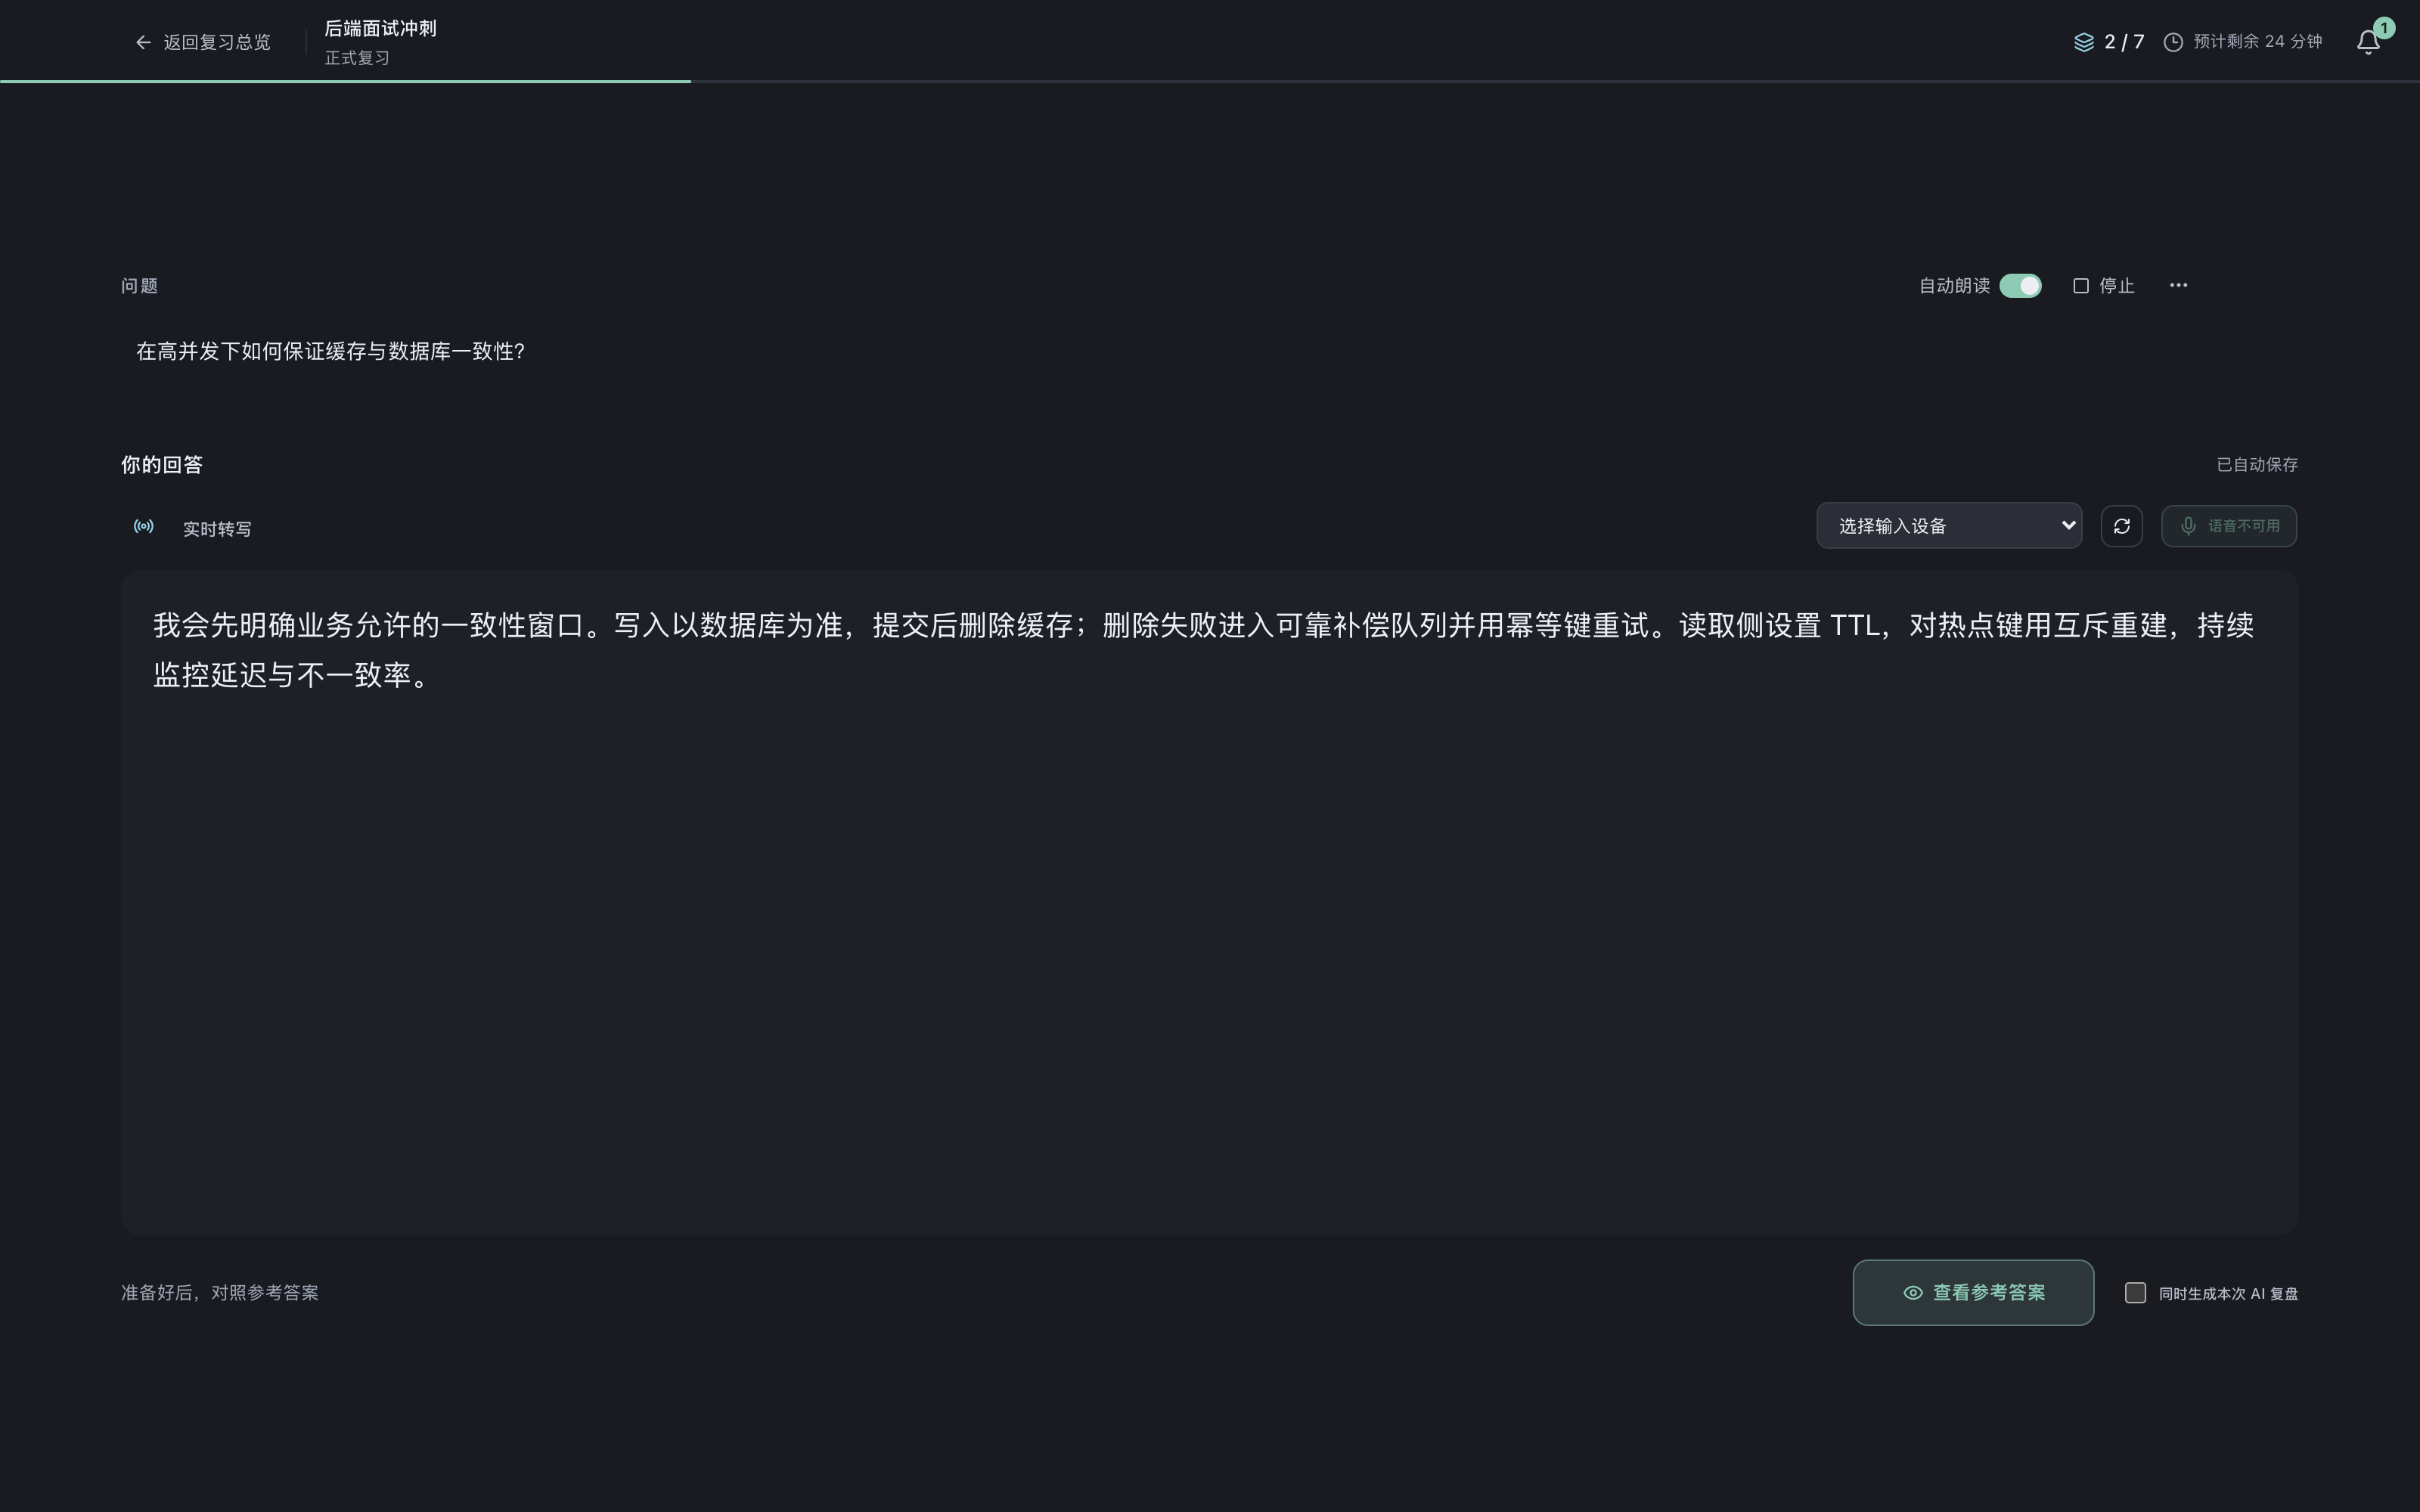 返回复习总览
后端面试冲刺
正式复习
2 / 7
预计剩余 24 分钟
1
问题
自动朗读
停止
在高并发下如何保证缓存与数据库一致性?
你的回答
已自动保存
实时转写
选择输入设备
语音不可用
我会先明确业务允许的一致性窗口。写入以数据库为准，提交后删除缓存；删除失败进入可靠补偿队列并用幂等键重试。读取侧设置 TTL，对热点键用互斥重建，持续
监控延迟与不一致率。
准备好后，对照参考答案
查看参考答案
同时生成本次 AI 复盘